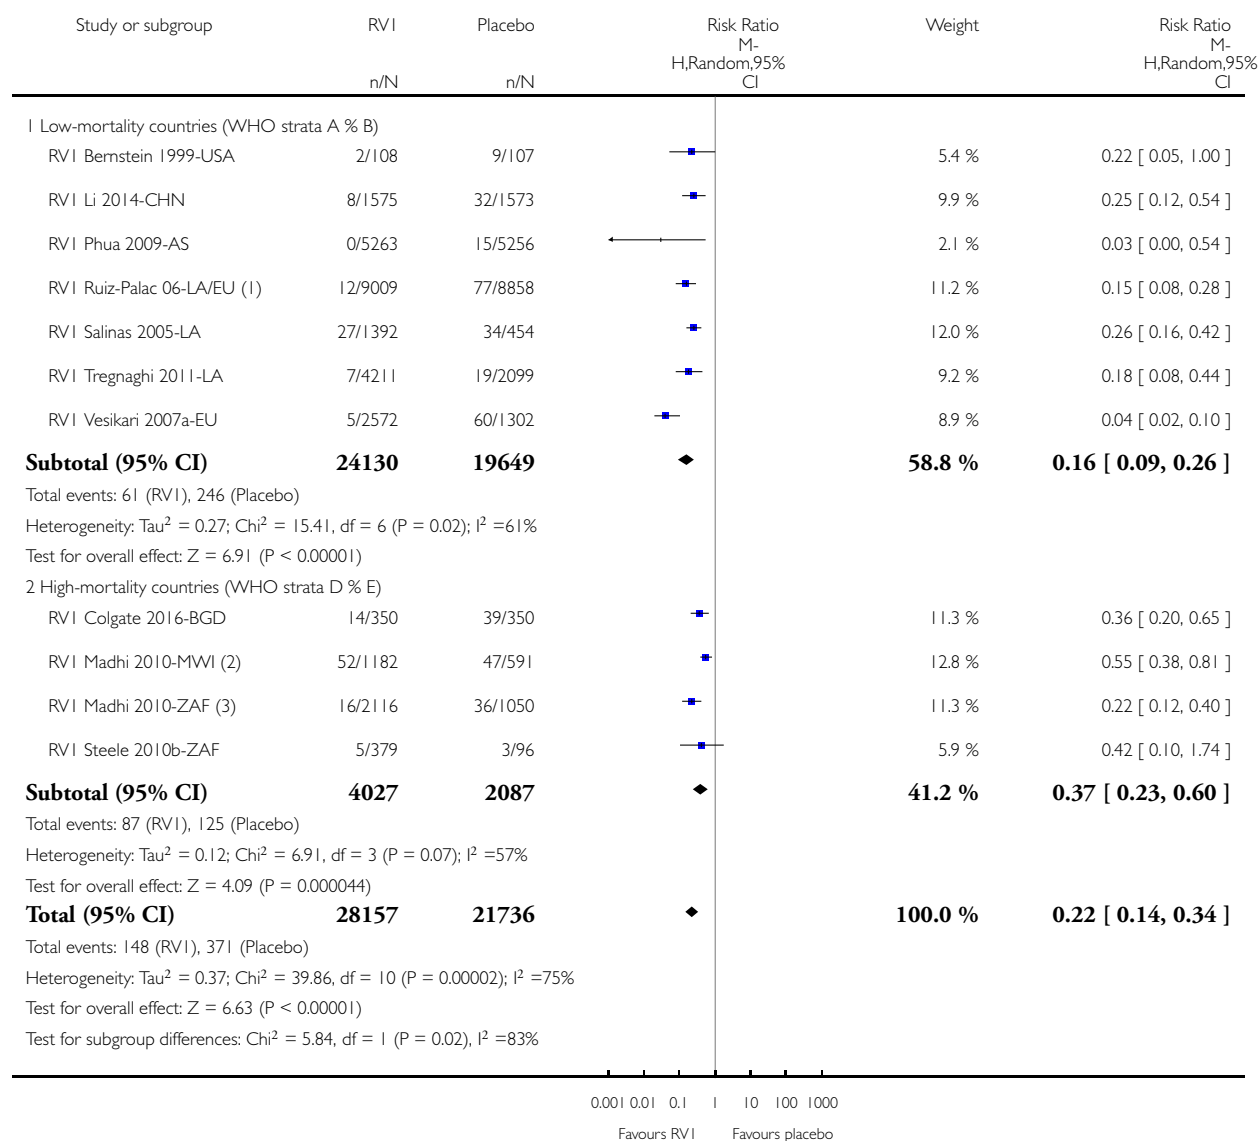 Study or subgroup RV1 Placebo Risk Ratio Weight Risk Ratio
M- M-
H,Random,95% H,Random,95%
n/N n/N CI CI
1 Low-mortality countries (WHO strata A % B)
RV1 Bernstein 1999-USA 2/108 9/107 5.4 % 0.22 [ 0.05, 1.00 ]
RV1 Li 2014-CHN 8/1575 32/1573 9.9 % 0.25 [ 0.12, 0.54 ]
RV1 Phua 2009-AS 0/5263 15/5256 2.1 % 0.03 [ 0.00, 0.54 ]
RV1 Ruiz-Palac 06-LA/EU (1) 12/9009 77/8858 11.2 % 0.15 [ 0.08, 0.28 ]
RV1 Salinas 2005-LA 27/1392 34/454 12.0 % 0.26 [ 0.16, 0.42 ]
RV1 Tregnaghi 2011-LA 7/4211 19/2099 9.2 % 0.18 [ 0.08, 0.44 ]
RV1 Vesikari 2007a-EU 5/2572 60/1302 8.9 % 0.04 [ 0.02, 0.10 ]
Subtotal (95% CI) 24130 19649 58.8 % 0.16 [ 0.09, 0.26 ]
Total events: 61 (RV1), 246 (Placebo)
Heterogeneity: Tau² = 0.27; Chi² = 15.41, df = 6 (P = 0.02); I² =61%
Test for overall effect: Z = 6.91 (P < 0.00001)
2 High-mortality countries (WHO strata D % E)
RV1 Colgate 2016-BGD 14/350 39/350 11.3 % 0.36 [ 0.20, 0.65 ]
RV1 Madhi 2010-MWI (2) 52/1182 47/591 12.8 % 0.55 [ 0.38, 0.81 ]
RV1 Madhi 2010-ZAF (3) 16/2116 36/1050 11.3 % 0.22 [ 0.12, 0.40 ]
RV1 Steele 2010b-ZAF 5/379 3/96 5.9 % 0.42 [ 0.10, 1.74 ]
Subtotal (95% CI) 4027 2087 41.2 % 0.37 [ 0.23, 0.60 ]
Total events: 87 (RV1), 125 (Placebo)
Heterogeneity: Tau² = 0.12; Chi² = 6.91, df = 3 (P = 0.07); I² =57%
Test for overall effect: Z = 4.09 (P = 0.000044)
Total (95% CI) 28157 21736 100.0 % 0.22 [ 0.14, 0.34 ]
Total events: 148 (RV1), 371 (Placebo)
Heterogeneity: Tau² = 0.37; Chi² = 39.86, df = 10 (P = 0.00002); I² =75%
Test for overall effect: Z = 6.63 (P < 0.00001)
Test for subgroup differences: Chi² = 5.84, df = 1 (P = 0.02), I² =83%
0.001 0.01 0.1 1 10 100 1000
Favours RV1 Favours placebo